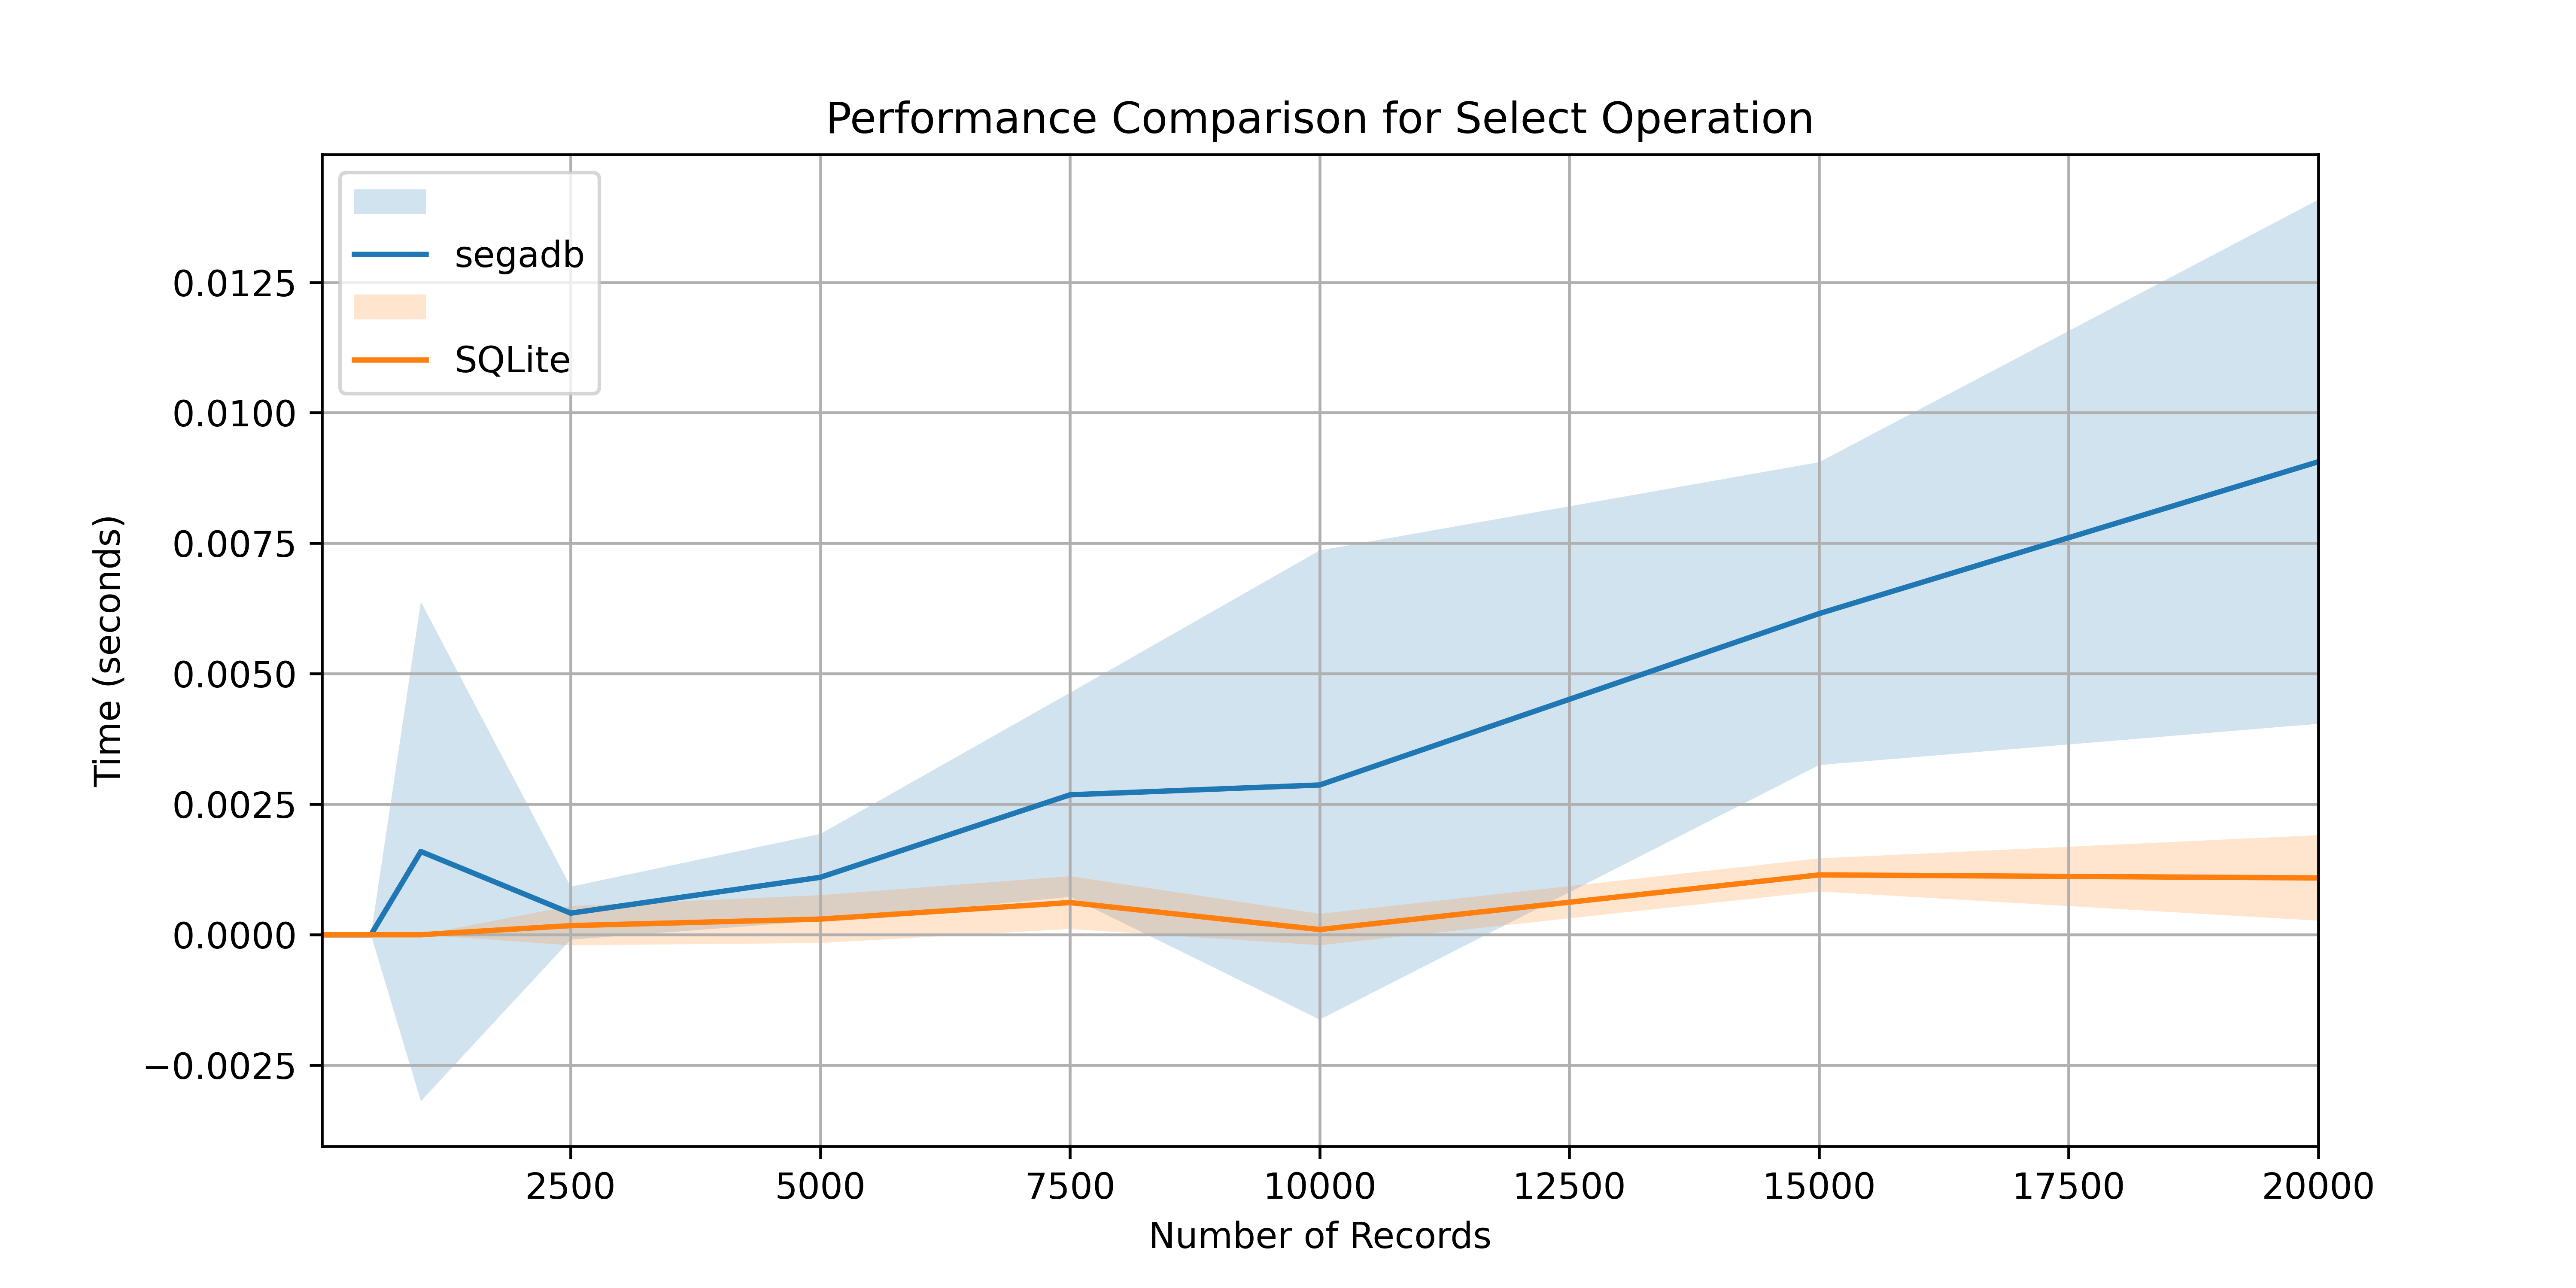 Performance Comparison for Select Operation
segadb
SQLite
0.0125
0.0100
0.0075
0.0050
0.0025
0.0000
−0.0025
Time (seconds)
2500 5000 7500 10000 12500 15000 17500 20000
Number of Records